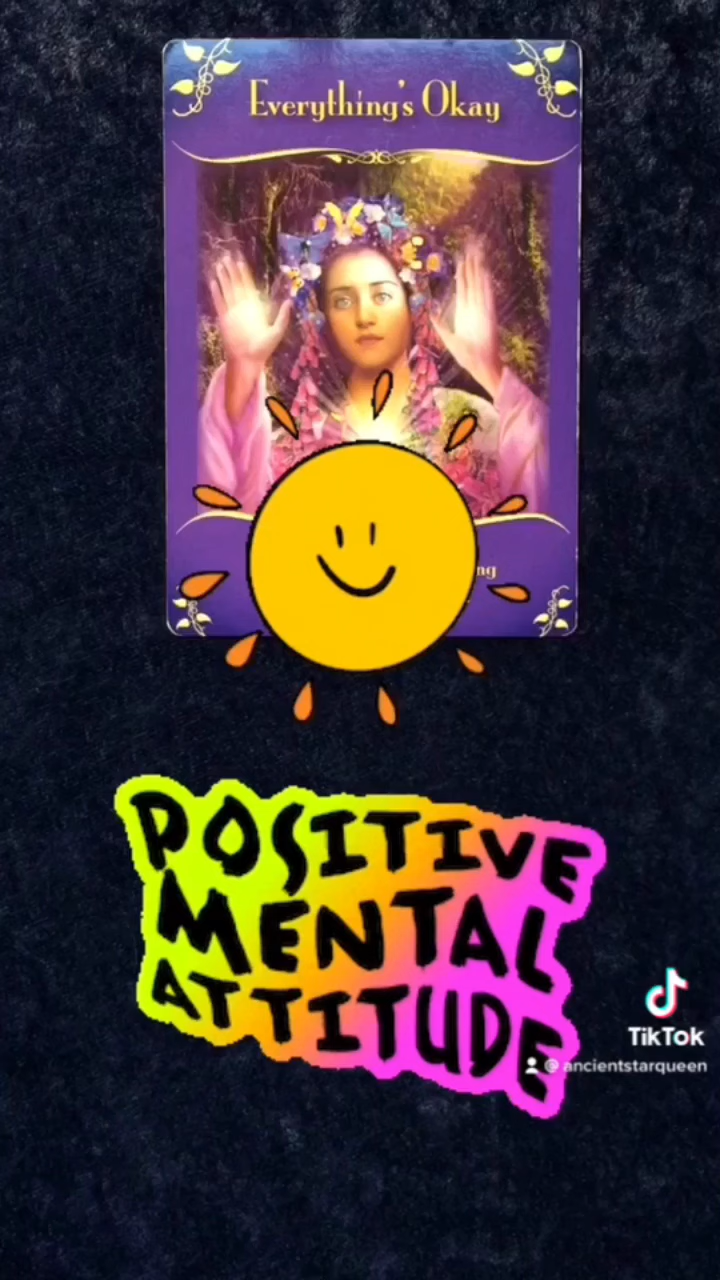 Everything's Okay
ng
POSITIVE
MENTAL
ATTITUDE
TikTok
@ ancientstarqueen